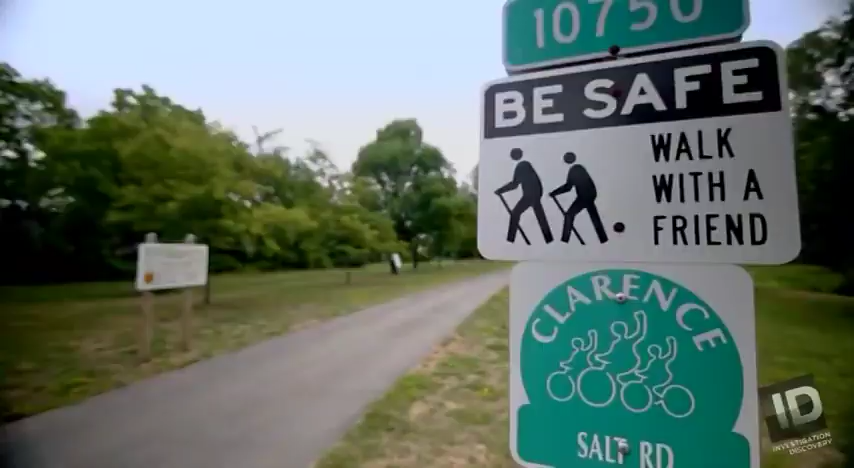 10750
BE SAFE
WALK
WITH A
FRIEND
CLARENCE
SALT RD
ID
INVESTIGATION
DISCOVERY